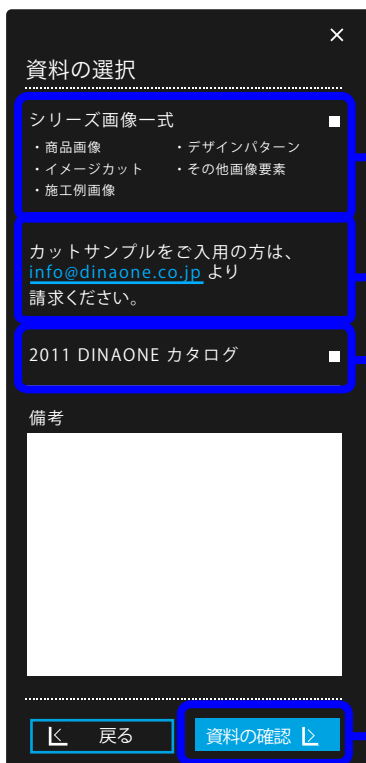 ×
資料の選択
シリーズ画像一式
・商品画像 ・デザインパターン
・イメージカット ・その他画像要素
・施工例画像
カットサンプルをご入用の方は、
info@dinaone.co.jp より
請求ください。
2011 DINAONE カタログ
備考
戻る 資料の確認